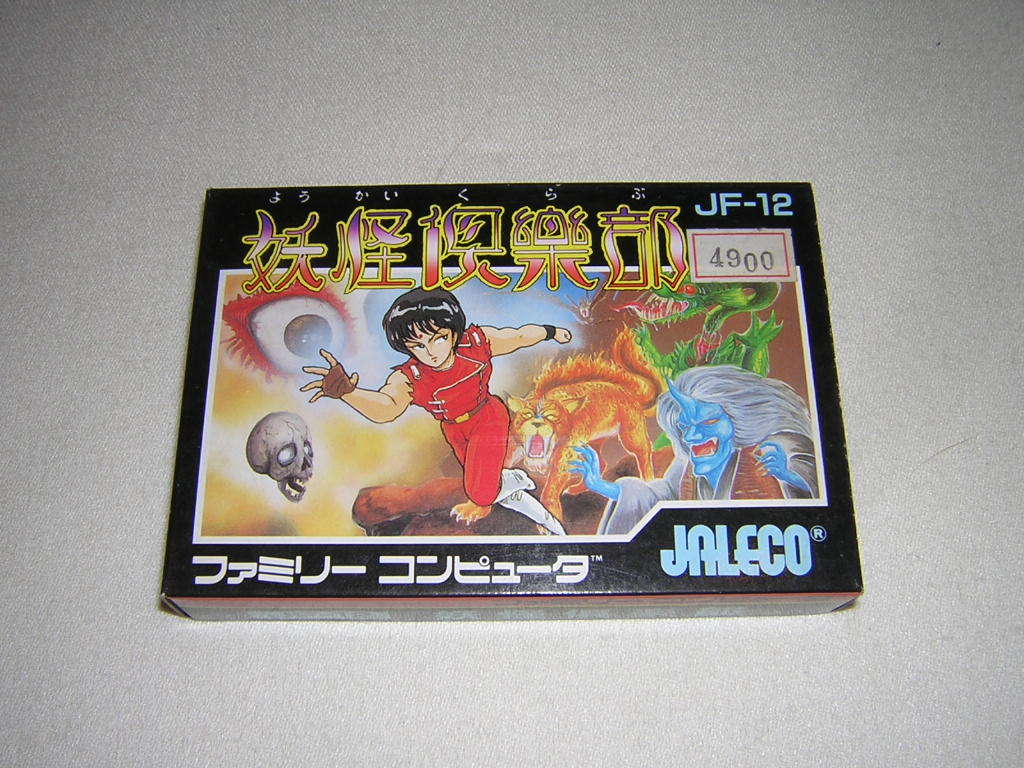 ようかいくらぶ
妖怪倶樂部
JF-12
4900
ファミリー コンピュータ™
JALECO®